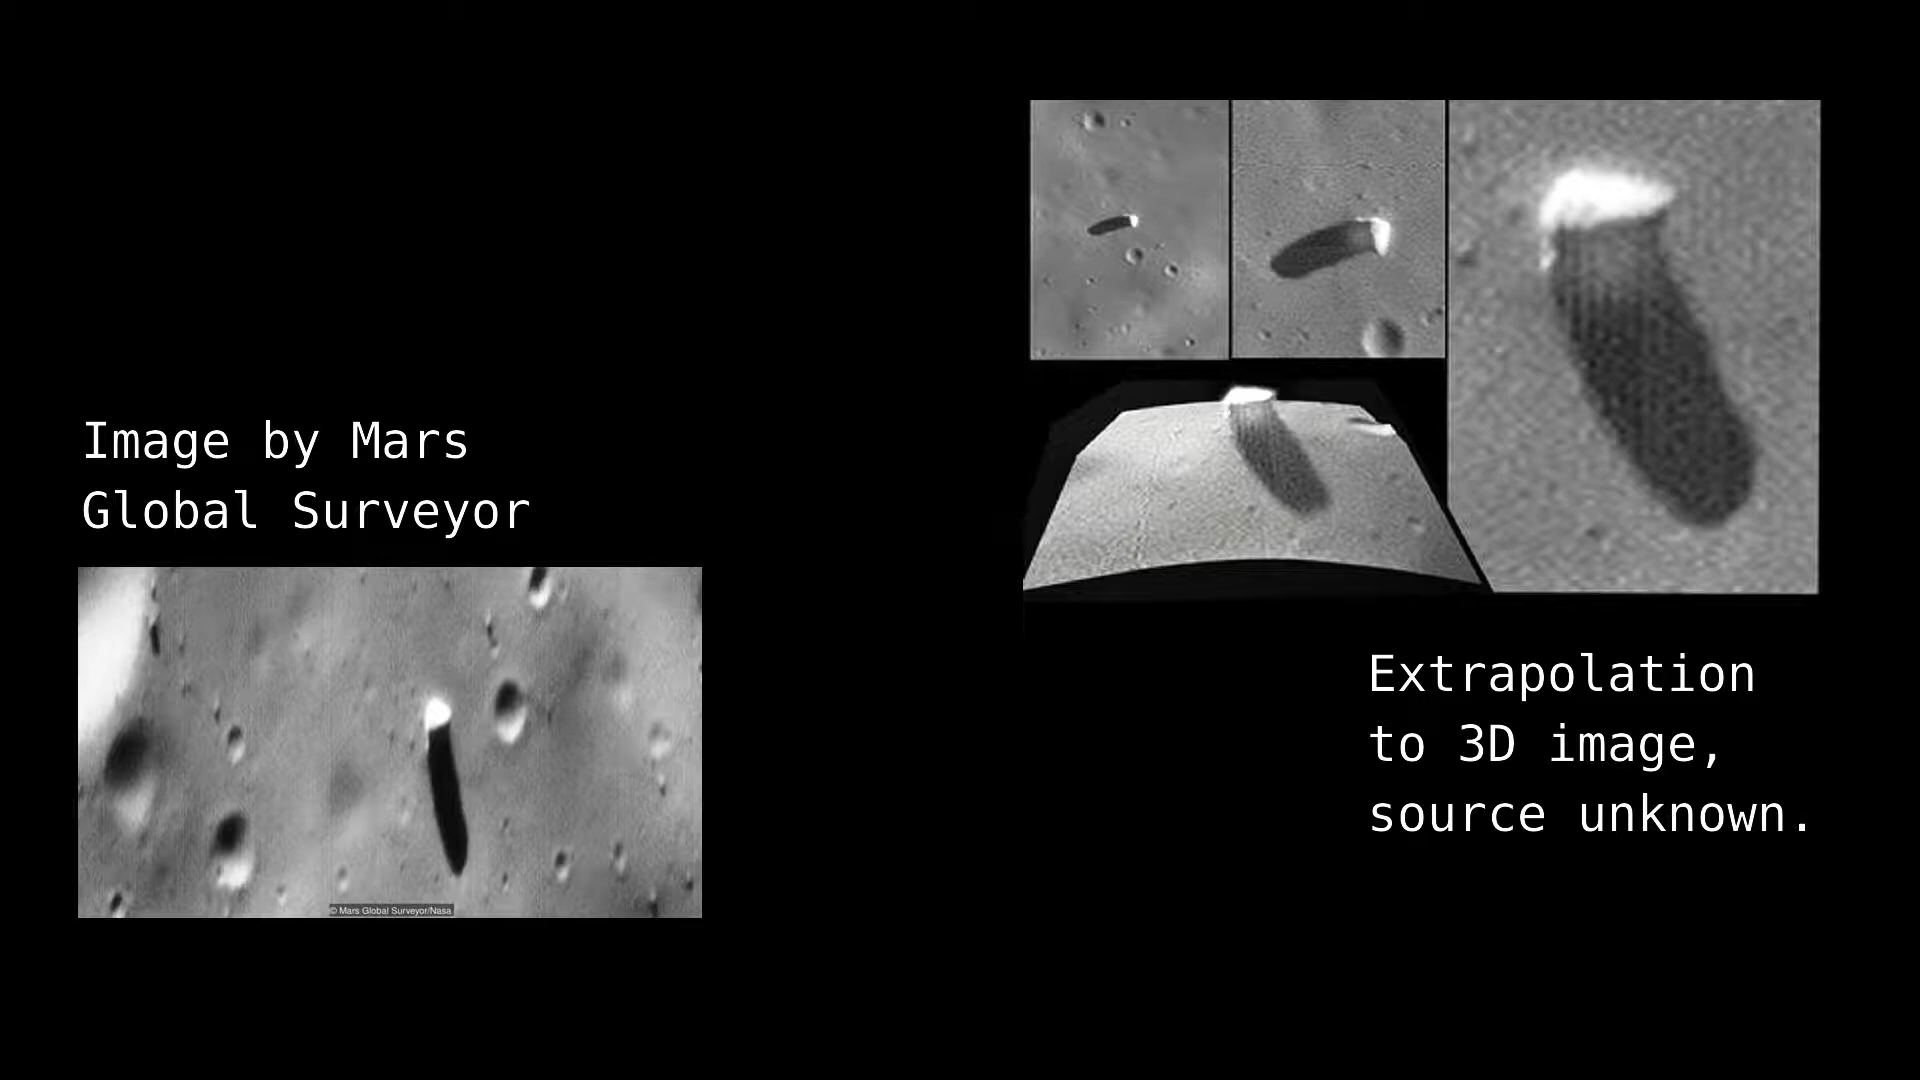 Image by Mars
Global Surveyor
© Mars Global Surveyor/Nasa
Extrapolation
to 3D image,
source unknown.